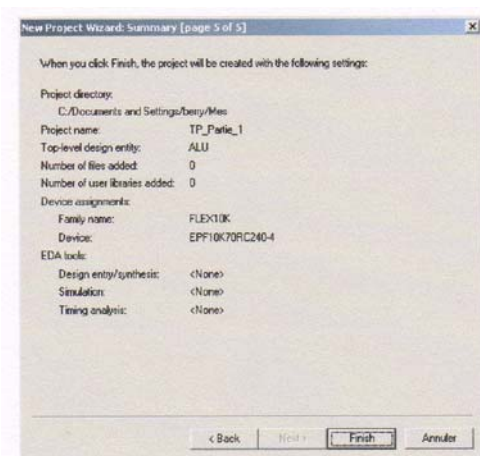 New Project Wizard: Summary [page 5 of 5]
When you click Finish, the project will be created with the following settings:
Project directory:
C:/Documents and Settings/berry/Mes
Project name: TP_Partie_1
Top-level design entity: ALU
Number of files added: 0
Number of user libraries added: 0
Device assignments:
Family name: FLEX10K
Device: EPF10K70RC240-4
EDA tools:
Design entry/synthesis: <None>
Simulation: <None>
Timing analysis: <None>
< Back Next > Finish Annuler